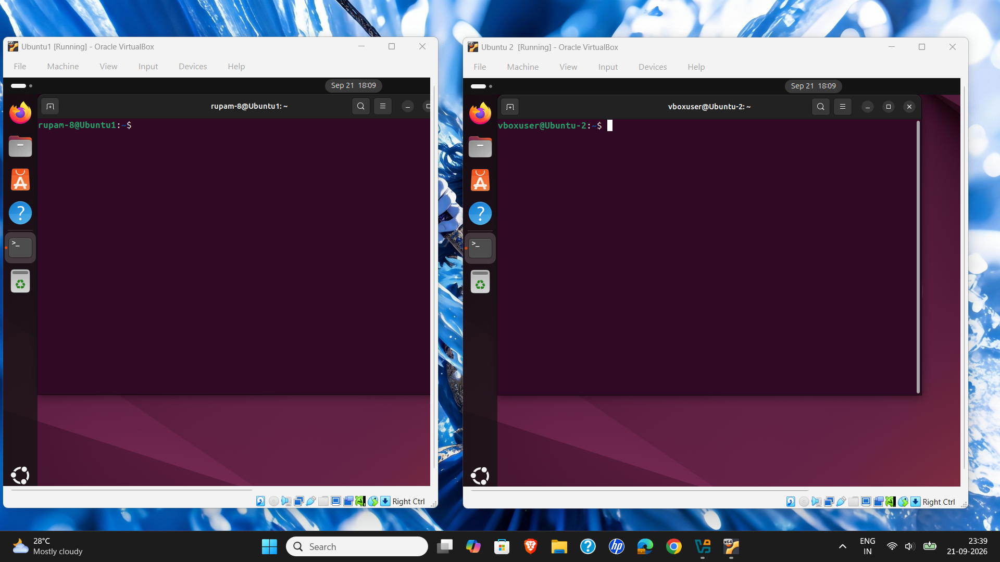 Ubuntu1 [Running] - Oracle VirtualBox
File Machine View Input Devices Help
Sep 21 18:09
rupam-8@Ubuntu1: ~
rupam-8@Ubuntu1:~$
Right Ctrl
Ubuntu 2 [Running] - Oracle VirtualBox
File Machine View Input Devices Help
Sep 21 18:09
vboxuser@Ubuntu-2: ~
vboxuser@Ubuntu-2:~$
Right Ctrl
28°C
Mostly cloudy
Search
ENG
IN
23:39
21-09-2026